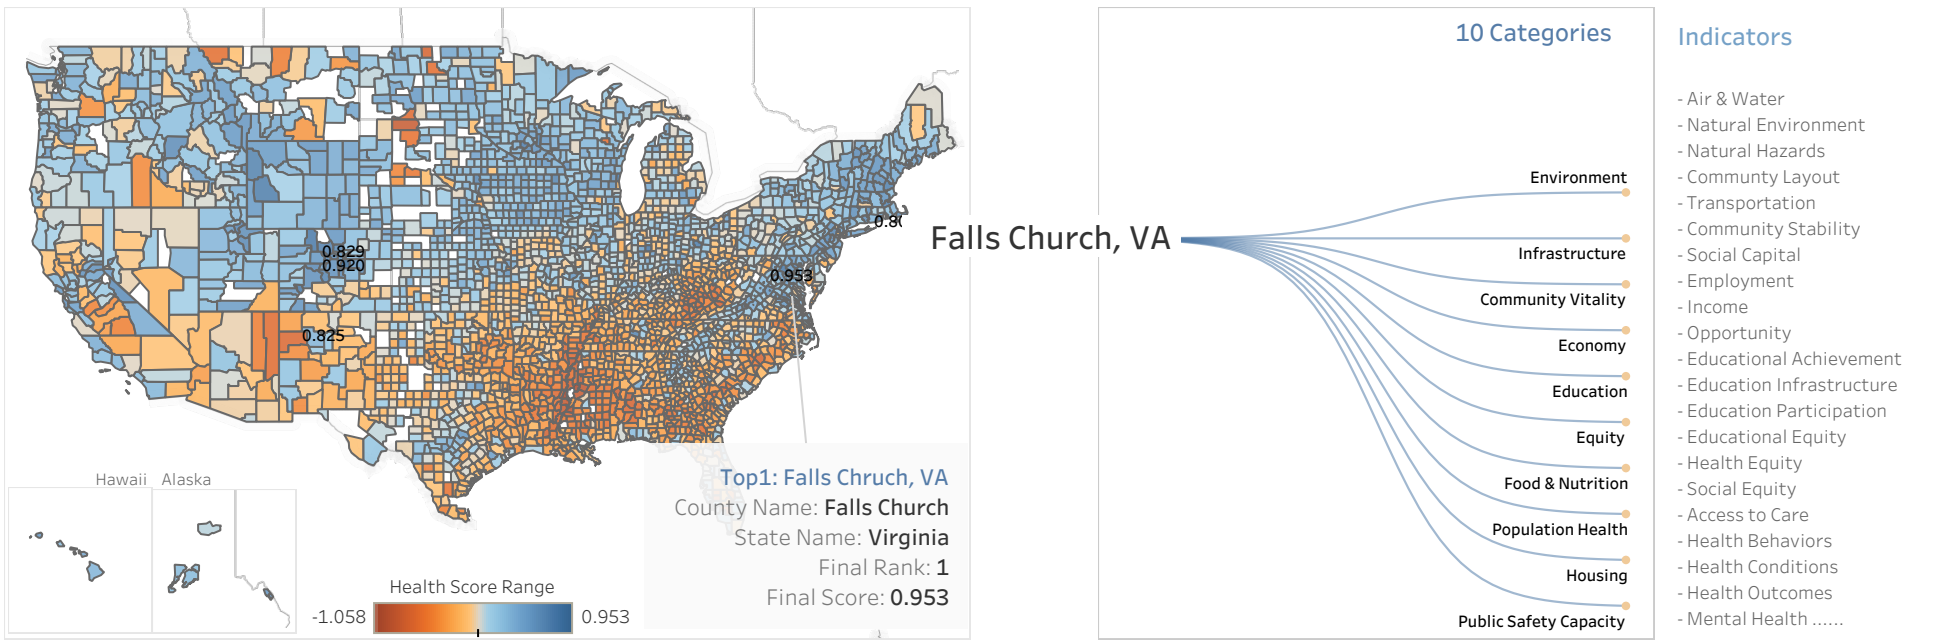 0.829
0.920
0.825
0.953
Hawaii
Alaska
Health Score Range
-1.058
0.953
Top1: Falls Chruch, VA
County Name: Falls Church
State Name: Virginia
Final Rank: 1
Final Score: 0.953
Falls Church, VA
10 Categories
Environment
Infrastructure
Community Vitality
Economy
Education
Equity
Food & Nutrition
Population Health
Housing
Public Safety Capacity
Indicators
- Air & Water
- Natural Environment
- Natural Hazards
- Communty Layout
- Transportation
- Community Stability
- Social Capital
- Employment
- Income
- Opportunity
- Educational Achievement
- Education Infrastructure
- Education Participation
- Educational Equity
- Health Equity
- Social Equity
- Access to Care
- Health Behaviors
- Health Conditions
- Health Outcomes
- Mental Health ......